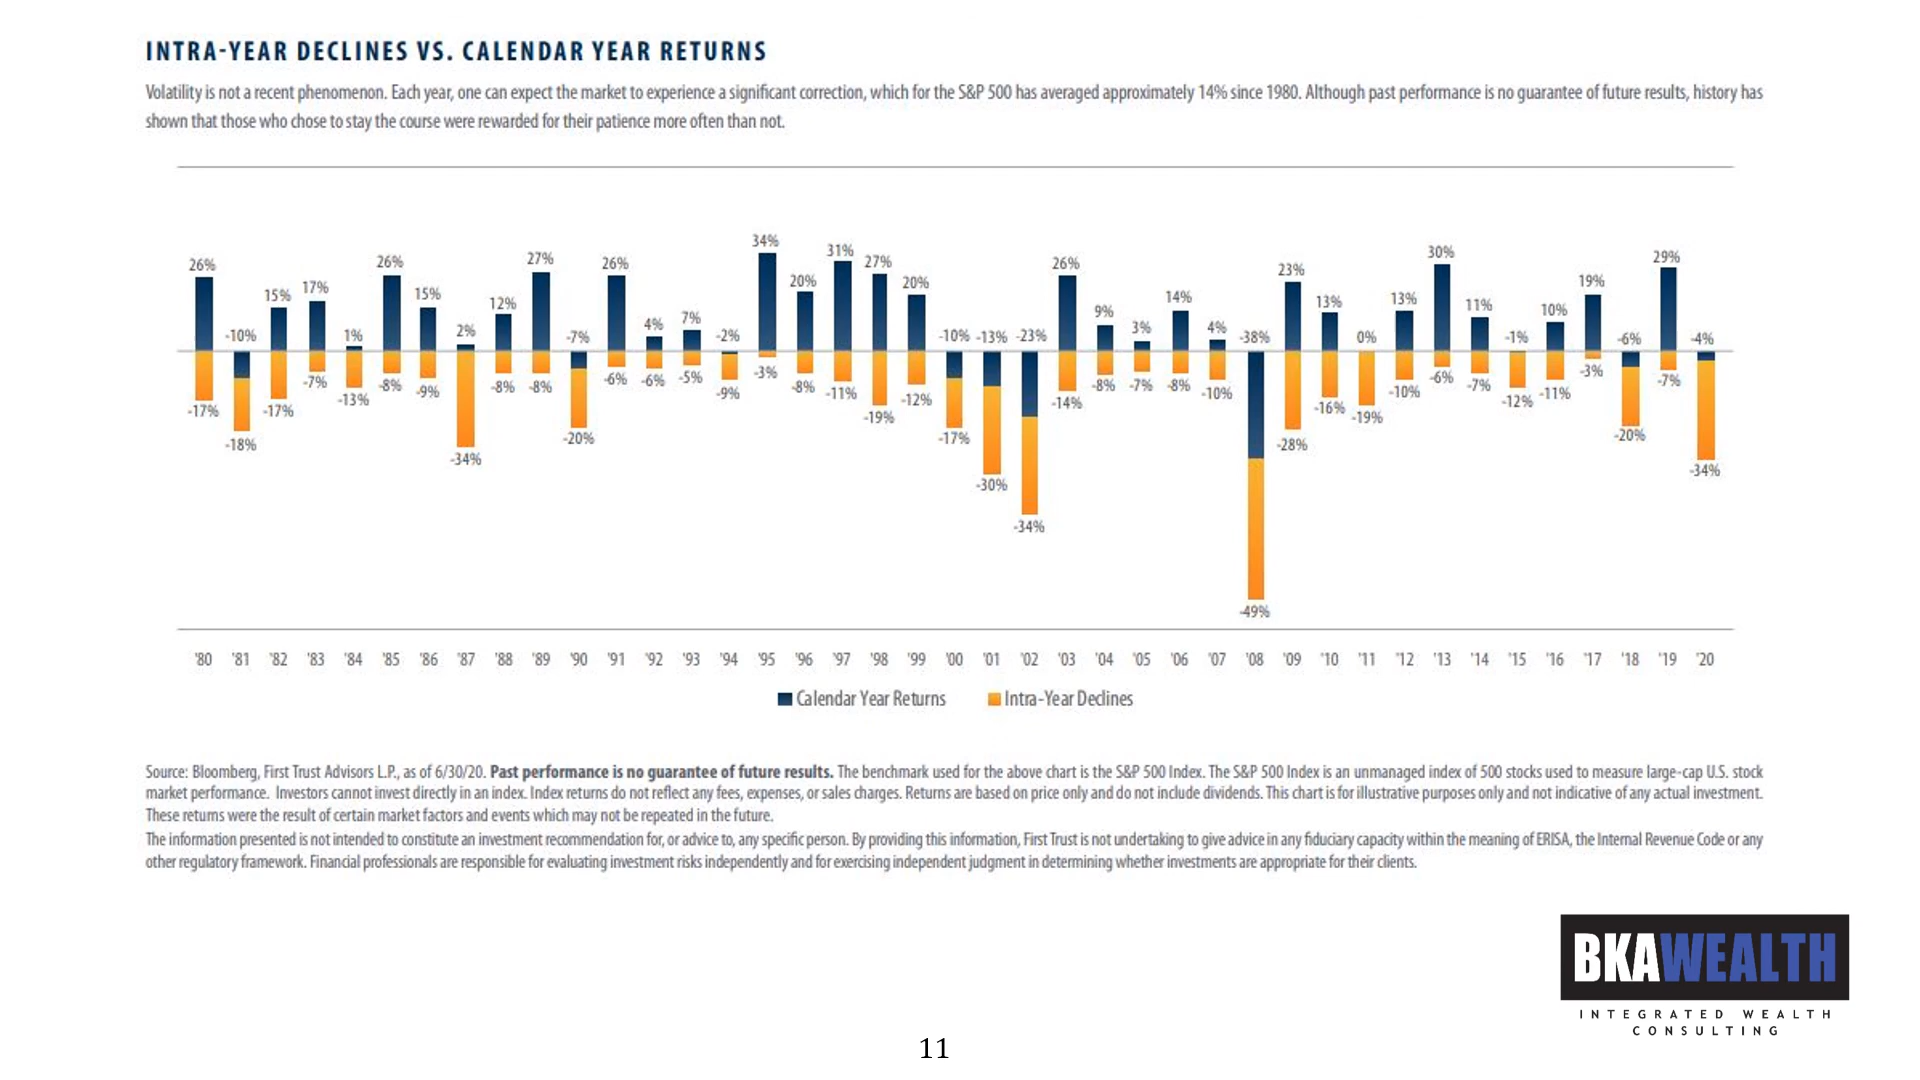 INTRA-YEAR DECLINES VS. CALENDAR YEAR RETURNS
Volatility is not a recent phenomenon. Each year, one can expect the market to experience a significant correction, which for the S&P 500 has averaged approximately 14% since 1980. Although past performance is no guarantee of future results, history has
shown that those who chose to stay the course were rewarded for their patience more often than not.
26% -10% 15% 17% 1% 26% 15% 2% 12% 27% -7% 26% 4% 7% -2% 34% 20% 31% 27% 20% -10% -13% -23% 26% 9% 3% 14% 4% -38% 23% 13% 0% 13% 30% 11% -1% 10% 19% -6% 29% -4%
-17% -18% -17% -7% -13% -8% -9% -34% -8% -8% -20% -6% -6% -5% -9% -3% -8% -11% -19% -12% -17% -30% -34% -14% -8% -7% -8% -10% -49% -28% -16% -19% -10% -6% -7% -12% -11% -3% -20% -7% -34%
'80 '81 '82 '83 '84 '85 '86 '87 '88 '89 '90 '91 '92 '93 '94 '95 '96 '97 '98 '99 '00 '01 '02 '03 '04 '05 '06 '07 '08 '09 '10 '11 '12 '13 '14 '15 '16 '17 '18 '19 '20
Calendar Year Returns Intra-Year Declines
Source: Bloomberg, First Trust Advisors L.P., as of 6/30/20. Past performance is no guarantee of future results. The benchmark used for the above chart is the S&P 500 Index. The S&P 500 Index is an unmanaged index of 500 stocks used to measure large-cap U.S. stock
market performance. Investors cannot invest directly in an index. Index returns do not reflect any fees, expenses, or sales charges. Returns are based on price only and do not include dividends. This chart is for illustrative purposes only and not indicative of any actual investment.
These returns were the result of certain market factors and events which may not be repeated in the future.
The information presented is not intended to constitute an investment recommendation for, or advice to, any specific person. By providing this information, First Trust is not undertaking to give advice in any fiduciary capacity within the meaning of ERISA, the Internal Revenue Code or any
other regulatory framework. Financial professionals are responsible for evaluating investment risks independently and for exercising independent judgment in determining whether investments are appropriate for their clients.
BKAWEALTH
INTEGRATED WEALTH
CONSULTING
11